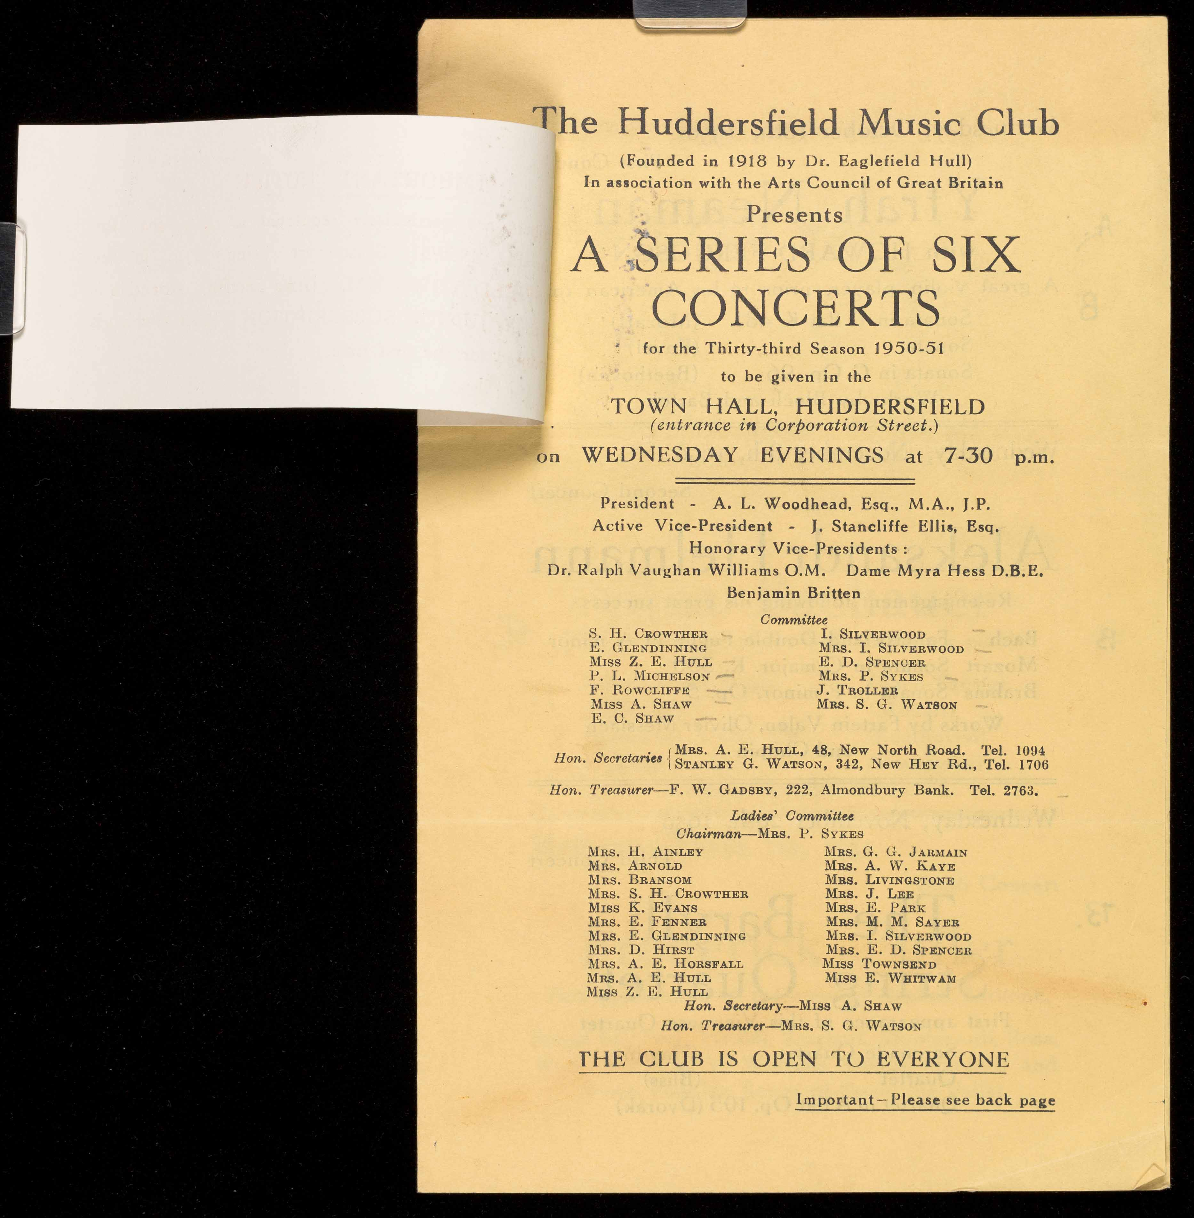 The Huddersfield Music Club
(Founded in 1918 by Dr. Eaglefield Hull)
In association with the Arts Council of Great Britain
Presents
A SERIES OF SIX
CONCERTS
for the Thirty-third Season 1950-51
to be given in the
TOWN HALL, HUDDERSFIELD
(entrance in Corporation Street.)
on WEDNESDAY EVENINGS at 7-30 p.m.
President - A. L. Woodhead, Esq., M.A., J.P.
Active Vice-President - J. Stancliffe Ellis, Esq.
Honorary Vice-Presidents :
Dr. Ralph Vaughan Williams O.M. Dame Myra Hess D.B.E.
Benjamin Britten
Committee
S. H. CROWTHER
E. GLENDINNING
MISS Z. E. HULL
P. L. MICHELSON
F. ROWCLIFFE
MISS A. SHAW
E. C. SHAW
I. SILVERWOOD
MRS. I. SILVERWOOD
E. D. SPENCER
MRS. P. SYKES
J. TROLLER
MRS. S. G. WATSON
Hon. Secretaries { MRS. A. E. HULL, 48, New North Road. Tel. 1094
STANLEY G. WATSON, 342, New HEY Rd., Tel. 1706
Hon. Treasurer—F. W. GADSBY, 222, Almondbury Bank. Tel. 2763.
Ladies' Committee
Chairman—MRS. P. SYKES
MRS. H. AINLEY
MRS. ARNOLD
MRS. BRANSOM
MRS. S. H. CROWTHER
MISS K. EVANS
MRS. E. FENNER
MRS. E. GLENDINNING
MRS. D. HIRST
MRS. A. E. HORSFALL
MRS. A. E. HULL
MISS Z. E. HULL
MRS. G. G. JARMAIN
MRS. A. W. KAYE
MRS. LIVINGSTONE
MRS. J. LEE
MRS. E. PARK
MRS. M. M. SAYER
MRS. I. SILVERWOOD
MRS. E. D. SPENCER
MISS TOWNSEND
MISS E. WHITWAM
Hon. Secretary—MISS A. SHAW
Hon. Treasurer—MRS. S. G. WATSON
THE CLUB IS OPEN TO EVERYONE
Important—Please see back page